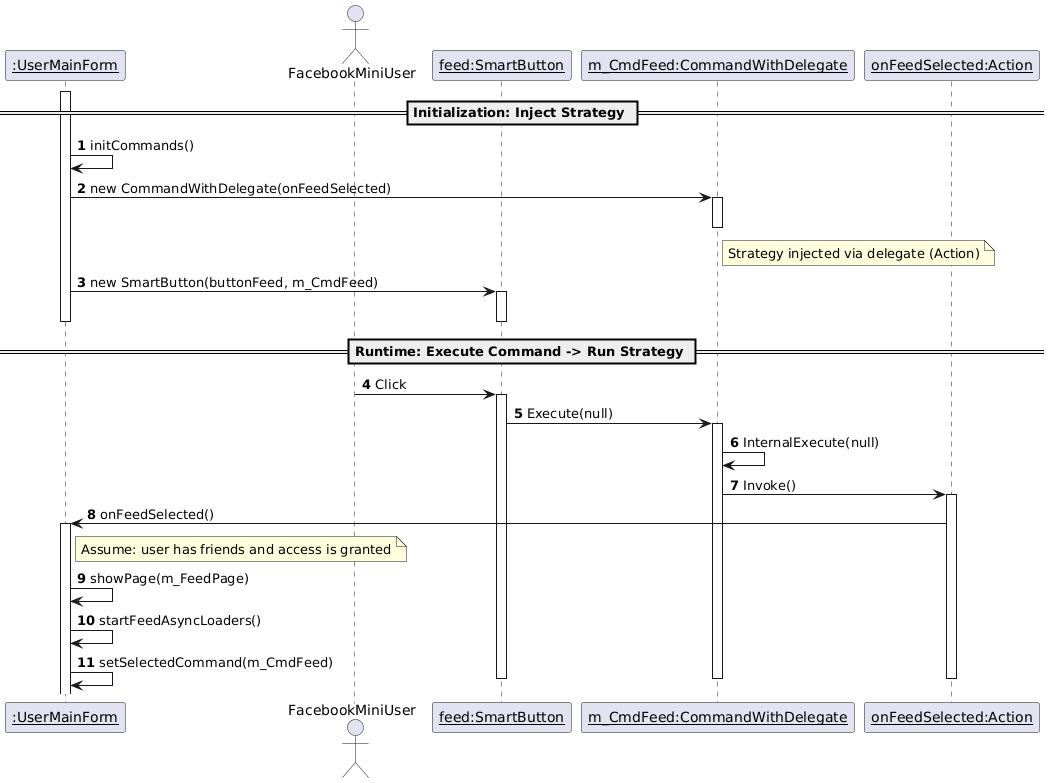 FacebookMiniUser
:UserMainForm
feed:SmartButton
m_CmdFeed:CommandWithDelegate
onFeedSelected:Action
Initialization: Inject Strategy
1 initCommands()
2 new CommandWithDelegate(onFeedSelected)
Strategy injected via delegate (Action)
3 new SmartButton(buttonFeed, m_CmdFeed)
Runtime: Execute Command -> Run Strategy
4 Click
5 Execute(null)
6 InternalExecute(null)
7 Invoke()
8 onFeedSelected()
Assume: user has friends and access is granted
9 showPage(m_FeedPage)
10 startFeedAsyncLoaders()
11 setSelectedCommand(m_CmdFeed)
:UserMainForm
FacebookMiniUser
feed:SmartButton
m_CmdFeed:CommandWithDelegate
onFeedSelected:Action